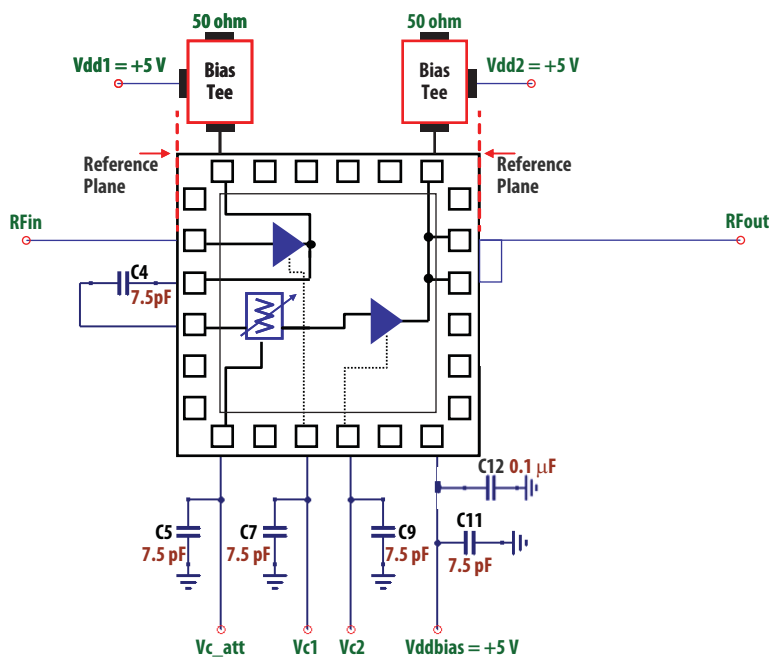 50 ohm
50 ohm
Vdd1 = +5 V
Bias
Tee
Bias
Tee
Vdd2 = +5 V
Reference
Plane
Reference
Plane
RFin
RFout
C4
7.5pF
C12 0.1 µF
C5
7.5 pF
C7
7.5 pF
C9
7.5 pF
C11
7.5 pF
Vc_att
Vc1
Vc2
Vddbias = +5 V